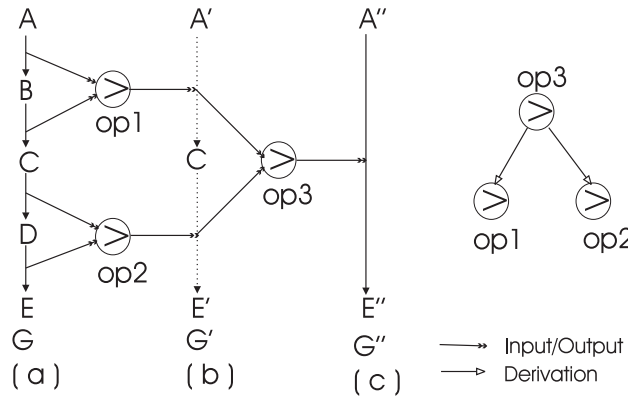 A
B
C
D
E
G
(a)
>
op1
>
op2
A'
C
E'
G'
(b)
>
op3
A''
E''
G''
(c)
op3
>
>
op1
>
op2
Input/Output
Derivation